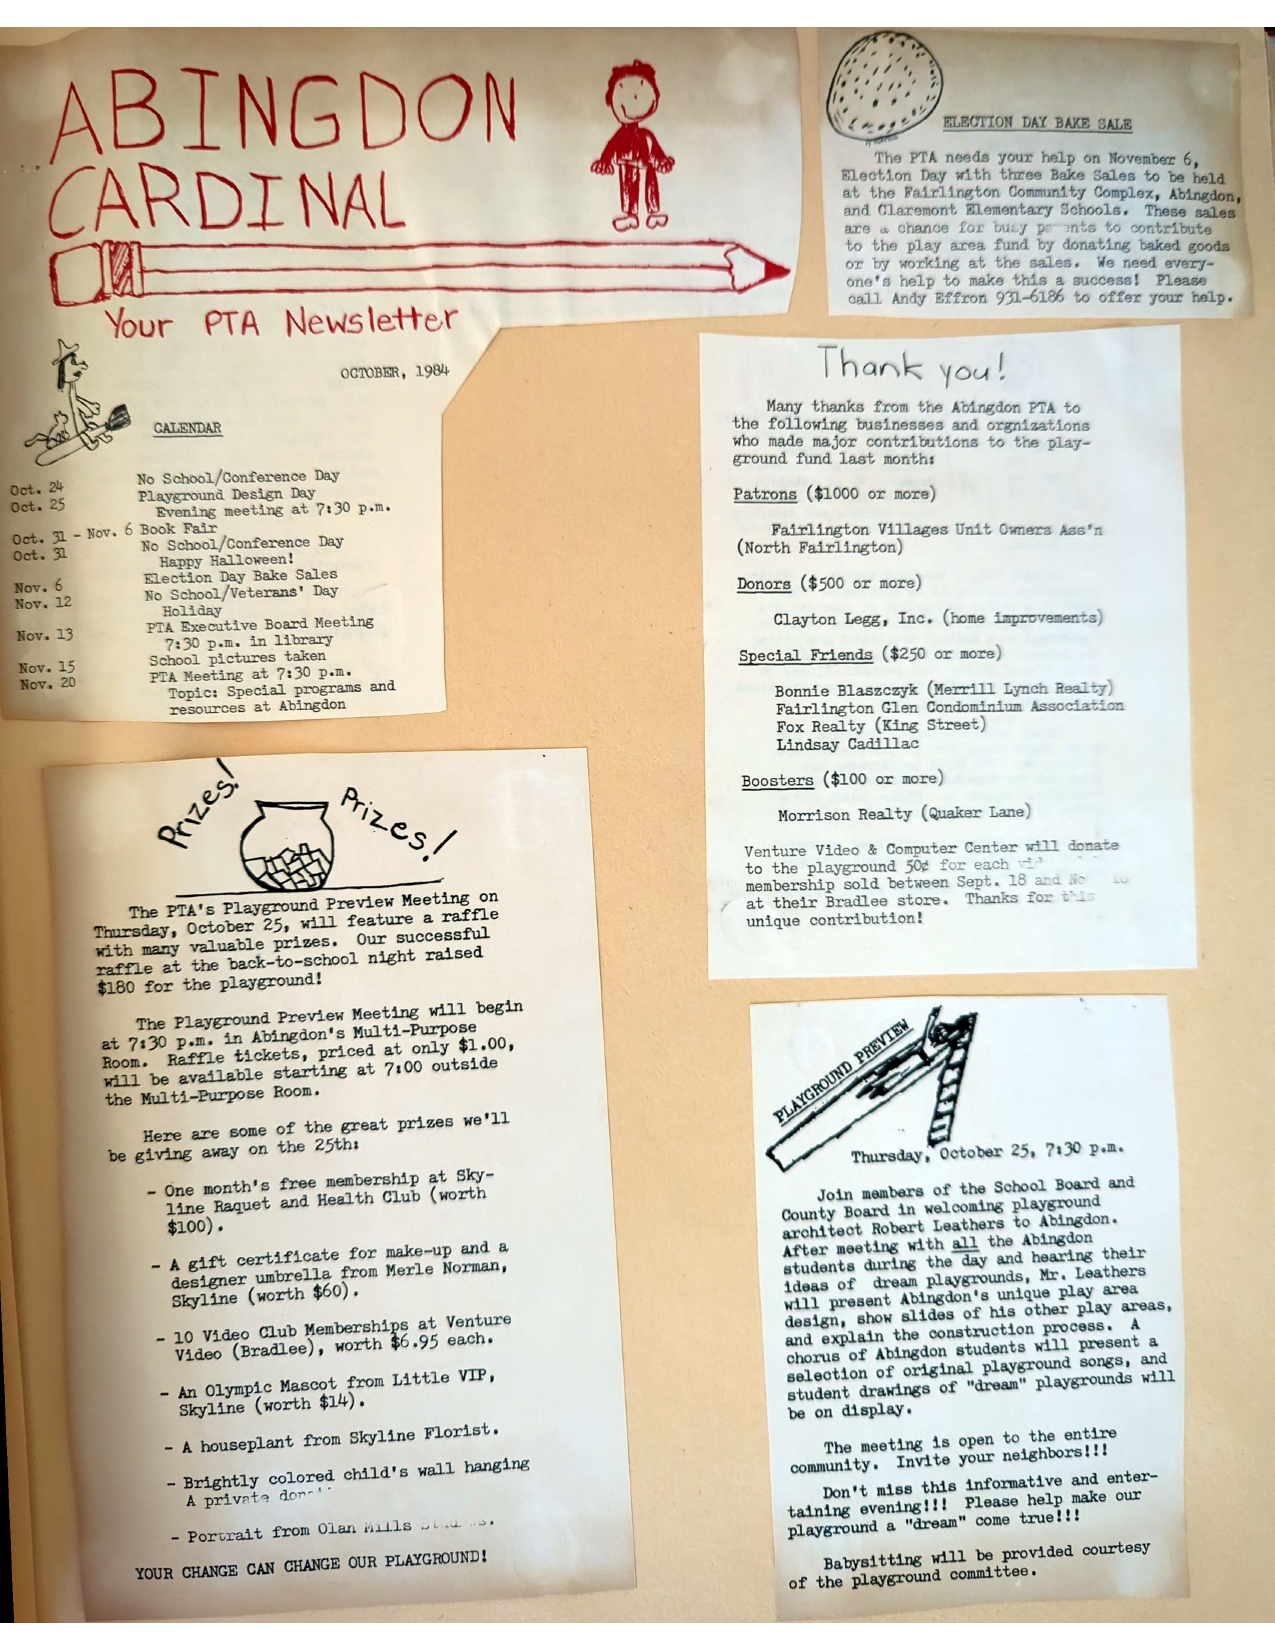 ABINGDON
CARDINAL
Your PTA Newsletter
OCTOBER, 1984
CALENDAR
Oct. 24 No School/Conference Day
Oct. 25 Playground Design Day
Evening meeting at 7:30 p.m.
Oct. 31 - Nov. 6 Book Fair
Oct. 31 No School/Conference Day
Happy Halloween!
Nov. 6 Election Day Bake Sales
Nov. 12 No School/Veterans' Day
Holiday
Nov. 13 PTA Executive Board Meeting
7:30 p.m. in library
Nov. 15 School pictures taken
Nov. 20 PTA Meeting at 7:30 p.m.
Topic: Special programs and
resources at Abingdon
Prizes!
Prizes!
The PTA's Playground Preview Meeting on
Thursday, October 25, will feature a raffle
with many valuable prizes. Our successful
raffle at the back-to-school night raised
$180 for the playground!
The Playground Preview Meeting will begin
at 7:30 p.m. in Abingdon's Multi-Purpose
Room. Raffle tickets, priced at only $1.00,
will be available starting at 7:00 outside
the Multi-Purpose Room.
Here are some of the great prizes we'll
be giving away on the 25th:
- One month's free membership at Sky-
line Raquet and Health Club (worth
$100).
- A gift certificate for make-up and a
designer umbrella from Merle Norman,
Skyline (worth $60).
- 10 Video Club Memberships at Venture
Video (Bradlee), worth $6.95 each.
- An Olympic Mascot from Little VIP,
Skyline (worth $14).
- A houseplant from Skyline Florist.
- Brightly colored child's wall hanging
A private
- Portrait from Olan Mills
YOUR CHANGE CAN CHANGE OUR PLAYGROUND!
ELECTION DAY BAKE SALE
The PTA needs your help on November 6,
Election Day with three Bake Sales to be held
at the Fairlington Community Complex, Abingdon,
and Claremont Elementary Schools. These sales
are a chance for busy parents to contribute
to the play area fund by donating baked goods
or by working at the sales. We need every-
one's help to make this a success! Please
call Andy Effron 931-6186 to offer your help.
Thank you!
Many thanks from the Abingdon PTA to
the following businesses and orgnizations
who made major contributions to the play-
ground fund last month:
Patrons ($1000 or more)
Fairlington Villages Unit Owners Ass'n
(North Fairlington)
Donors ($500 or more)
Clayton Legg, Inc. (home improvements)
Special Friends ($250 or more)
Bonnie Blaszczyk (Merrill Lynch Realty)
Fairlington Glen Condominium Association
Fox Realty (King Street)
Lindsay Cadillac
Boosters ($100 or more)
Morrison Realty (Quaker Lane)
Venture Video & Computer Center will donate
to the playground 50¢ for each
membership sold between Sept. 18 and
at their Bradlee store. Thanks for this
unique contribution!
PLAYGROUND PREVIEW
Thursday, October 25, 7:30 p.m.
Join members of the School Board and
County Board in welcoming playground
architect Robert Leathers to Abingdon.
After meeting with all the Abingdon
students during the day and hearing their
ideas of dream playgrounds, Mr. Leathers
will present Abingdon's unique play area
design, show slides of his other play areas,
and explain the construction process. A
chorus of Abingdon students will present a
selection of original playground songs, and
student drawings of "dream" playgrounds will
be on display.
The meeting is open to the entire
community. Invite your neighbors!!!
Don't miss this informative and enter-
taining evening!!! Please help make our
playground a "dream" come true!!!
Babysitting will be provided courtesy
of the playground committee.